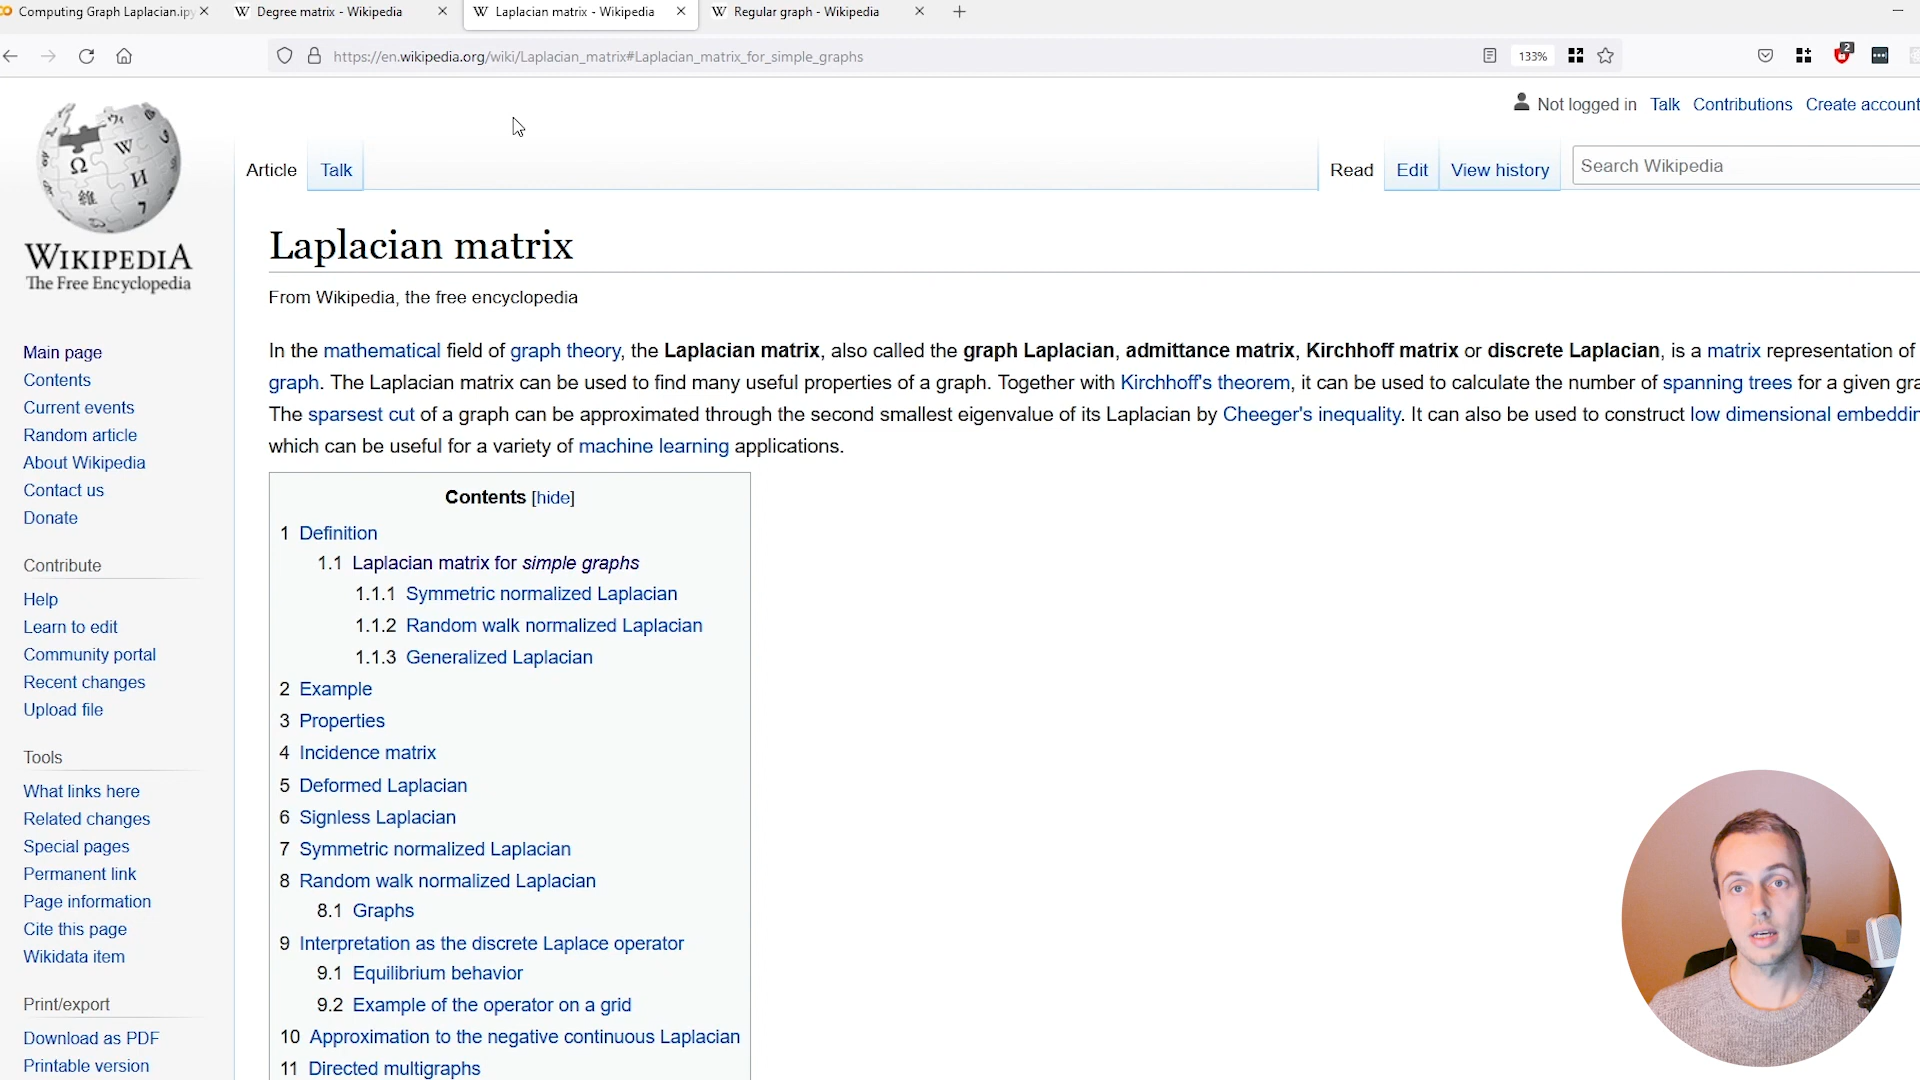 Computing Graph Laplacian.ipy
Degree matrix - Wikipedia
Laplacian matrix - Wikipedia
Regular graph - Wikipedia
https://en.wikipedia.org/wiki/Laplacian_matrix#Laplacian_matrix_for_simple_graphs
133%
2
Not logged in Talk Contributions Create account
Article Talk
Read Edit View history
Search Wikipedia
WIKIPEDIA
The Free Encyclopedia
Main page
Contents
Current events
Random article
About Wikipedia
Contact us
Donate
Contribute
Help
Learn to edit
Community portal
Recent changes
Upload file
Tools
What links here
Related changes
Special pages
Permanent link
Page information
Cite this page
Wikidata item
Print/export
Download as PDF
Printable version
Laplacian matrix
From Wikipedia, the free encyclopedia
In the mathematical field of graph theory, the Laplacian matrix, also called the graph Laplacian, admittance matrix, Kirchhoff matrix or discrete Laplacian, is a matrix representation of
graph. The Laplacian matrix can be used to find many useful properties of a graph. Together with Kirchhoff's theorem, it can be used to calculate the number of spanning trees for a given gra
The sparsest cut of a graph can be approximated through the second smallest eigenvalue of its Laplacian by Cheeger's inequality. It can also be used to construct low dimensional embeddin
which can be useful for a variety of machine learning applications.
Contents [hide]
1 Definition
1.1 Laplacian matrix for simple graphs
1.1.1 Symmetric normalized Laplacian
1.1.2 Random walk normalized Laplacian
1.1.3 Generalized Laplacian
2 Example
3 Properties
4 Incidence matrix
5 Deformed Laplacian
6 Signless Laplacian
7 Symmetric normalized Laplacian
8 Random walk normalized Laplacian
8.1 Graphs
9 Interpretation as the discrete Laplace operator
9.1 Equilibrium behavior
9.2 Example of the operator on a grid
10 Approximation to the negative continuous Laplacian
11 Directed multigraphs